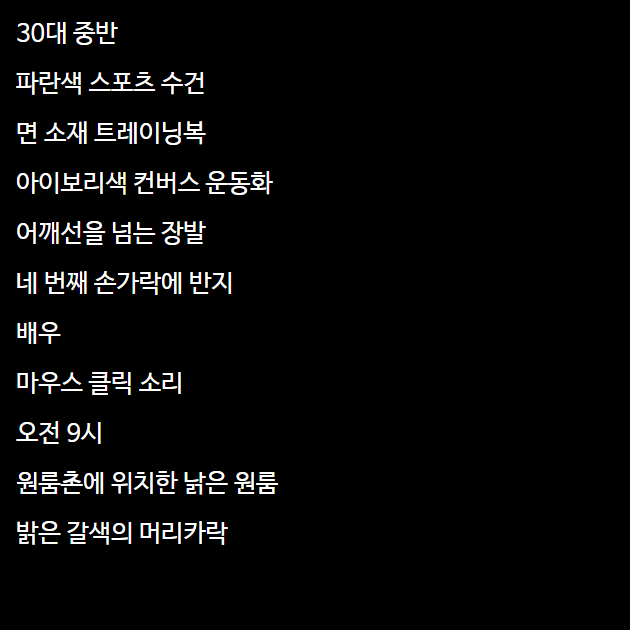 30대 중반
파란색 스포츠 수건
면 소재 트레이닝복
아이보리색 컨버스 운동화
어깨선을 넘는 장발
네 번째 손가락에 반지
배우
마우스 클릭 소리
오전 9시
원룸촌에 위치한 낡은 원룸
밝은 갈색의 머리카락